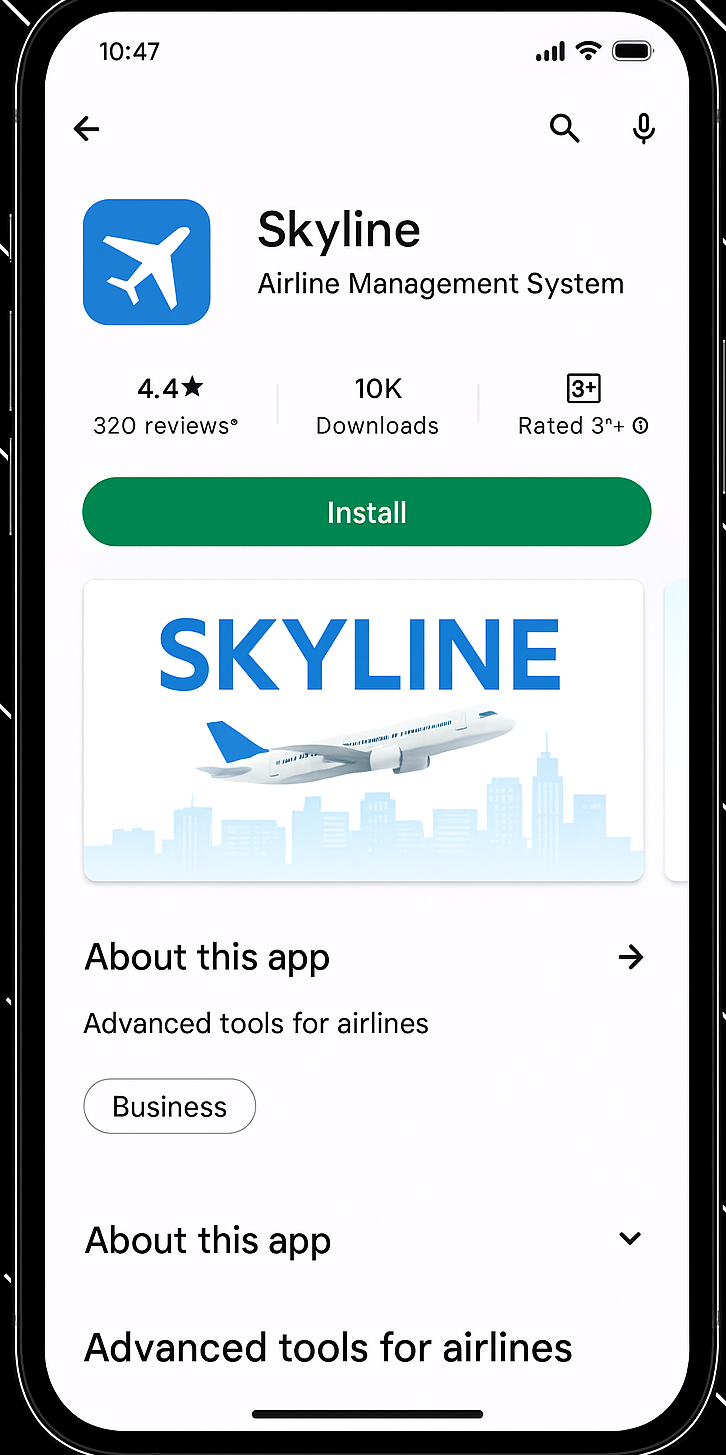 10:47
Skyline
Airline Management System
4.4★
320 reviews®
10K
Downloads
3+
Rated 3ⁿ+
Install
SKYLINE
About this app
Advanced tools for airlines
Business
About this app
Advanced tools for airlines